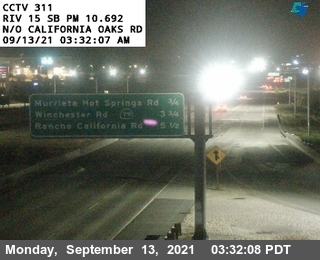 CCTV 311
RIV 15 SB PM 10.692
N/O CALIFORNIA OAKS RD
09/13/21 03:32:07 AM
Murrieta Hot Springs Rd 3/4
Winchester Rd 79 3 3/4
Rancho California Rd 5 1/2
Monday, September 13, 2021 03:32:08 PDT